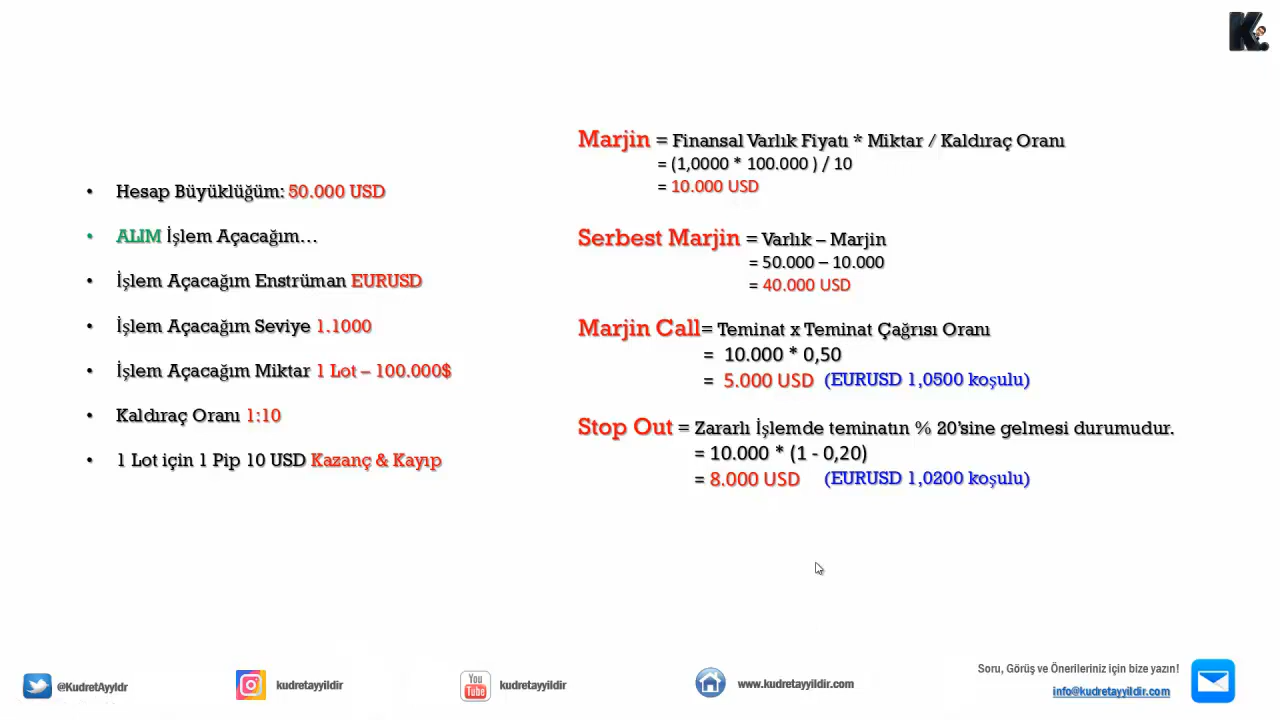 K.
Hesap Büyüklüğüm: 50.000 USD
ALIM İşlem Açacağım...
İşlem Açacağım Enstrüman EURUSD
İşlem Açacağım Seviye 1.1000
İşlem Açacağım Miktar 1 Lot – 100.000$
Kaldıraç Oranı 1:10
1 Lot için 1 Pip 10 USD Kazanç & Kayıp
Marjin = Finansal Varlık Fiyatı * Miktar / Kaldıraç Oranı
= (1,0000 * 100.000 ) / 10
= 10.000 USD
Serbest Marjin = Varlık – Marjin
= 50.000 – 10.000
= 40.000 USD
Marjin Call= Teminat x Teminat Çağrısı Oranı
= 10.000 * 0,50
= 5.000 USD (EURUSD 1,0500 koşulu)
Stop Out = Zararlı İşlemde teminatın % 20’sine gelmesi durumudur.
= 10.000 * (1 - 0,20)
= 8.000 USD (EURUSD 1,0200 koşulu)
@KudretAyyldr
kudretayyildir
You Tube
kudretayyildir
www.kudretayyildir.com
Soru, Görüş ve Önerileriniz için bize yazın!
info@kudretayyildir.com